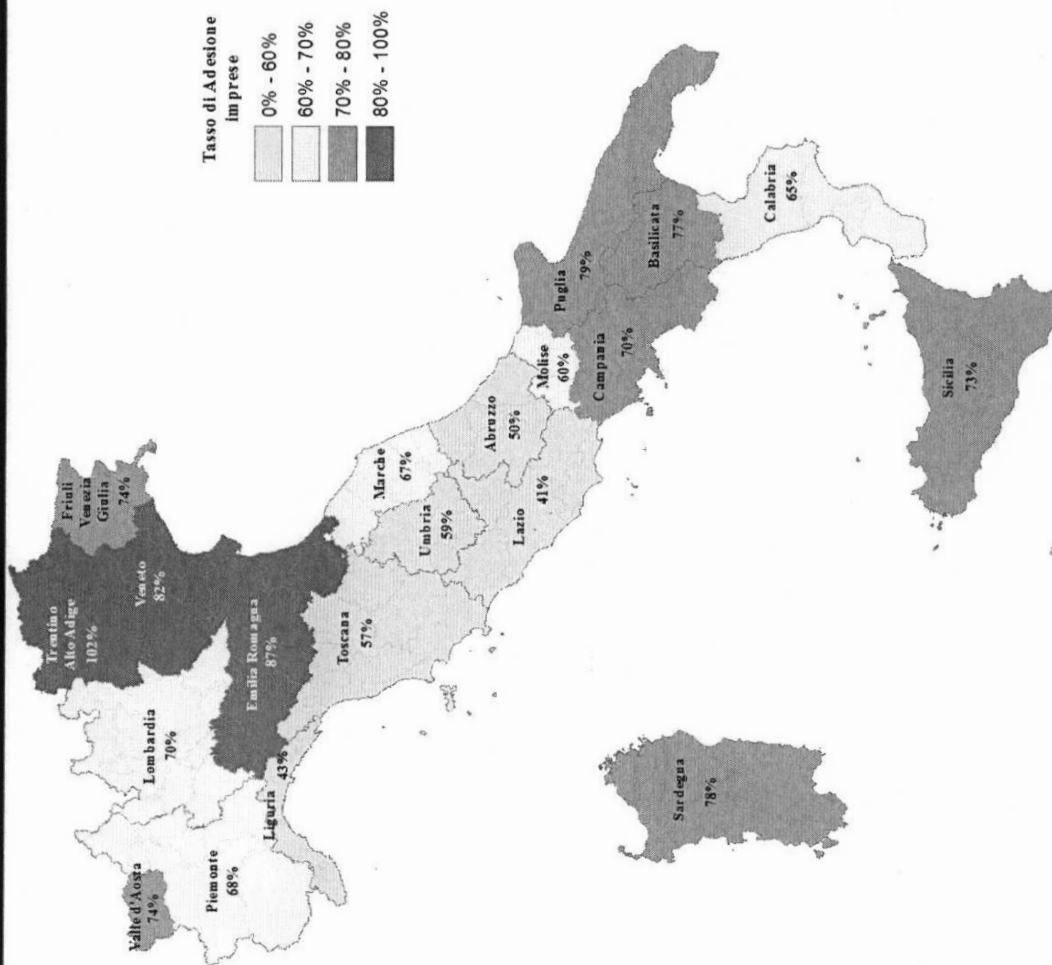 Tasso di Adesione
imprese
0% - 60%
60% - 70%
70% - 80%
80% - 100%
Trentino
Alto Adige
102%
Friuli
Venezia
Giulia
74%
Veneto
82%
Valle d'Aosta
74%
Lombardia
70%
Piemonte
68%
Emilia Romagna
87%
Liguria
43%
Toscana
57%
Marche
67%
Umbria
59%
Abruzzo
50%
Lazio
41%
Molise
60%
Puglia
79%
Campania
70%
Basilicata
77%
Calabria
65%
Sardegna
78%
Sicilia
73%